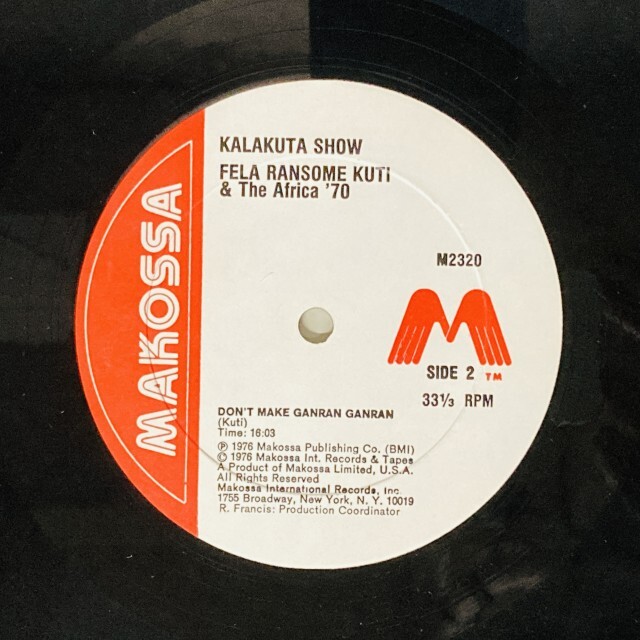 MAKOSSA
KALAKUTA SHOW
FELA RANSOME KUTI
& The Africa '70
M2320
SIDE 2 TM
33⅓ RPM
DON'T MAKE GANRAN GANRAN
(Kuti)
Time: 16:03
Ⓟ 1976 Makossa Publishing Co. (BMI)
© 1976 Makossa Int. Records & Tapes
A Product of Makossa Limited, U.S.A.
All Rights Reserved
Makossa International Records, Inc
1755 Broadway, New York, N.Y. 10019
R. Francis: Production Coordinator